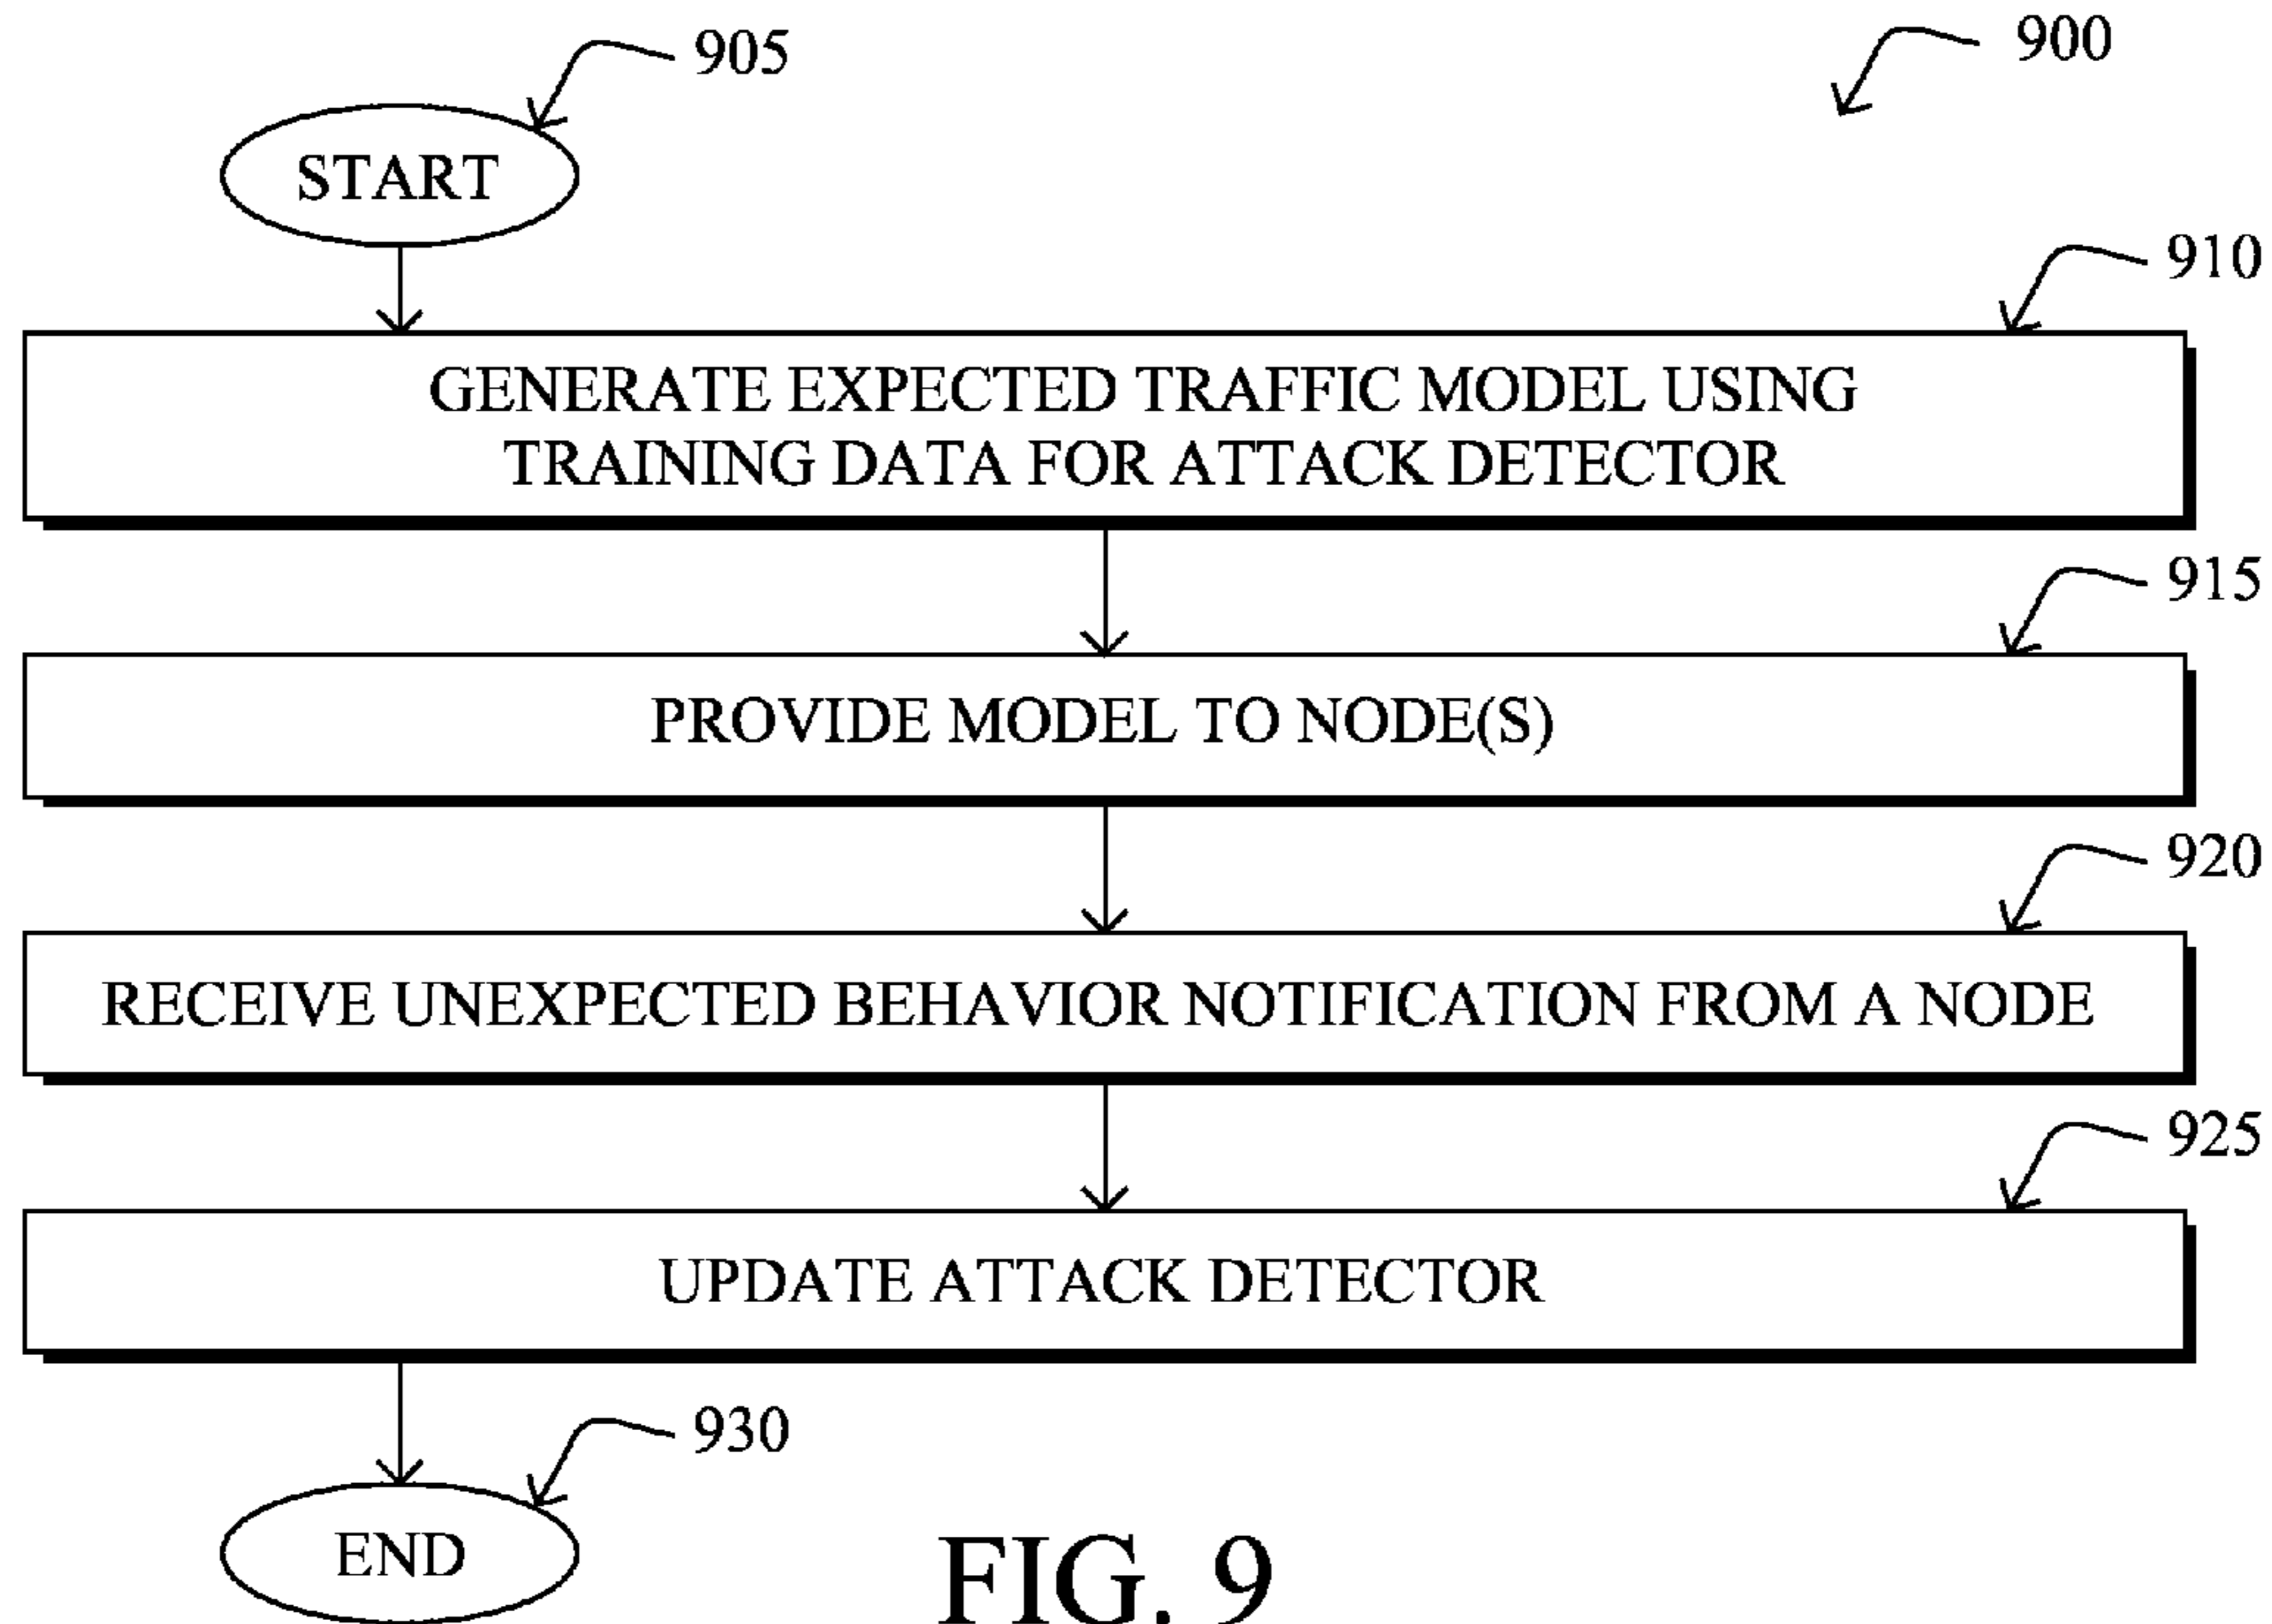 905
900
START
910
GENERATE EXPECTED TRAFFIC MODEL USING
TRAINING DATA FOR ATTACK DETECTOR
915
PROVIDE MODEL TO NODE(S)
920
RECEIVE UNEXPECTED BEHAVIOR NOTIFICATION FROM A NODE
925
UPDATE ATTACK DETECTOR
930
END
FIG. 9